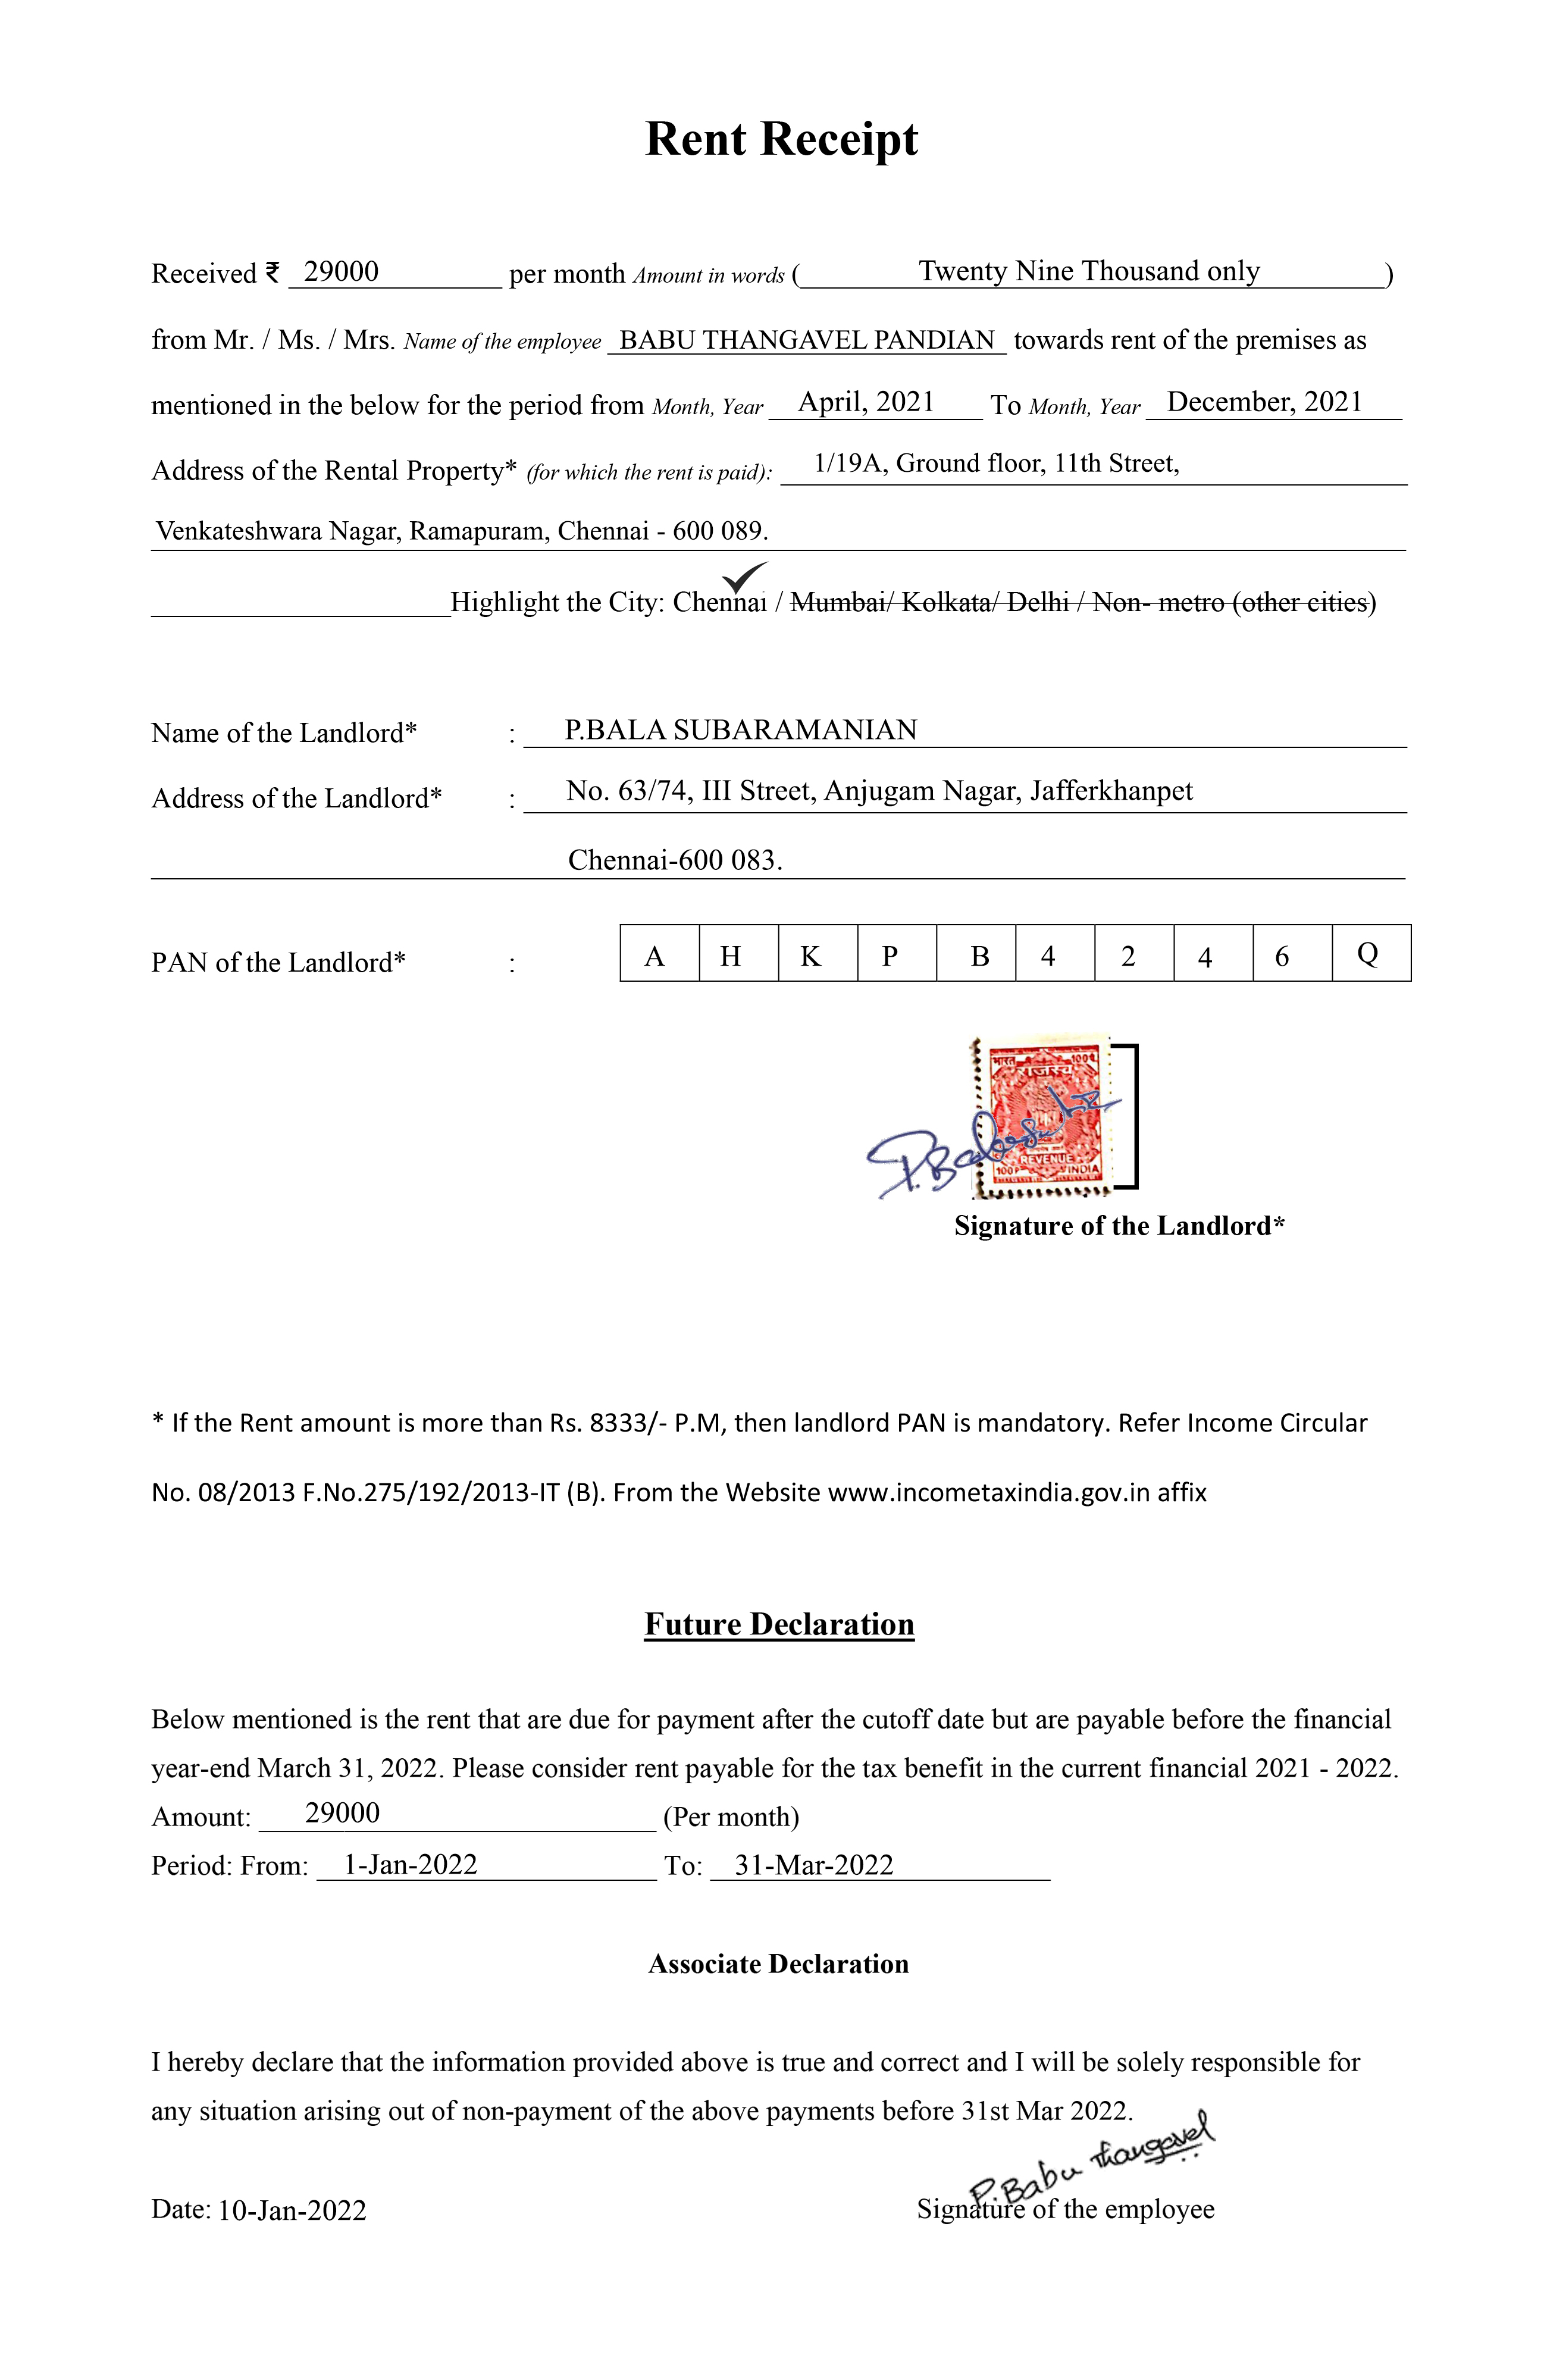 Rent Receipt
Received ₹ 29000 per month Amount in words ( Twenty Nine Thousand only )
from Mr. / Ms. / Mrs. Name of the employee BABU THANGAVEL PANDIAN towards rent of the premises as
mentioned in the below for the period from Month, Year April, 2021 To Month, Year December, 2021
Address of the Rental Property* (for which the rent is paid): 1/19A, Ground floor, 11th Street,
Venkateshwara Nagar, Ramapuram, Chennai - 600 089.
Highlight the City: Chennai / Mumbai/ Kolkata/ Delhi / Non- metro (other cities)
Name of the Landlord* : P.BALA SUBARAMANIAN
Address of the Landlord* : No. 63/74, III Street, Anjugam Nagar, Jafferkhanpet
Chennai-600 083.
PAN of the Landlord* : A H K P B 4 2 4 6 Q
भारत 100
राजस्व
REVENUE
100 INDIA
Signature of the Landlord*
* If the Rent amount is more than Rs. 8333/- P.M, then landlord PAN is mandatory. Refer Income Circular
No. 08/2013 F.No.275/192/2013-IT (B). From the Website www.incometaxindia.gov.in affix
Future Declaration
Below mentioned is the rent that are due for payment after the cutoff date but are payable before the financial
year-end March 31, 2022. Please consider rent payable for the tax benefit in the current financial 2021 - 2022.
Amount: 29000 (Per month)
Period: From: 1-Jan-2022 To: 31-Mar-2022
Associate Declaration
I hereby declare that the information provided above is true and correct and I will be solely responsible for
any situation arising out of non-payment of the above payments before 31st Mar 2022.
P. Babu Thangavel
Date: 10-Jan-2022 Signature of the employee